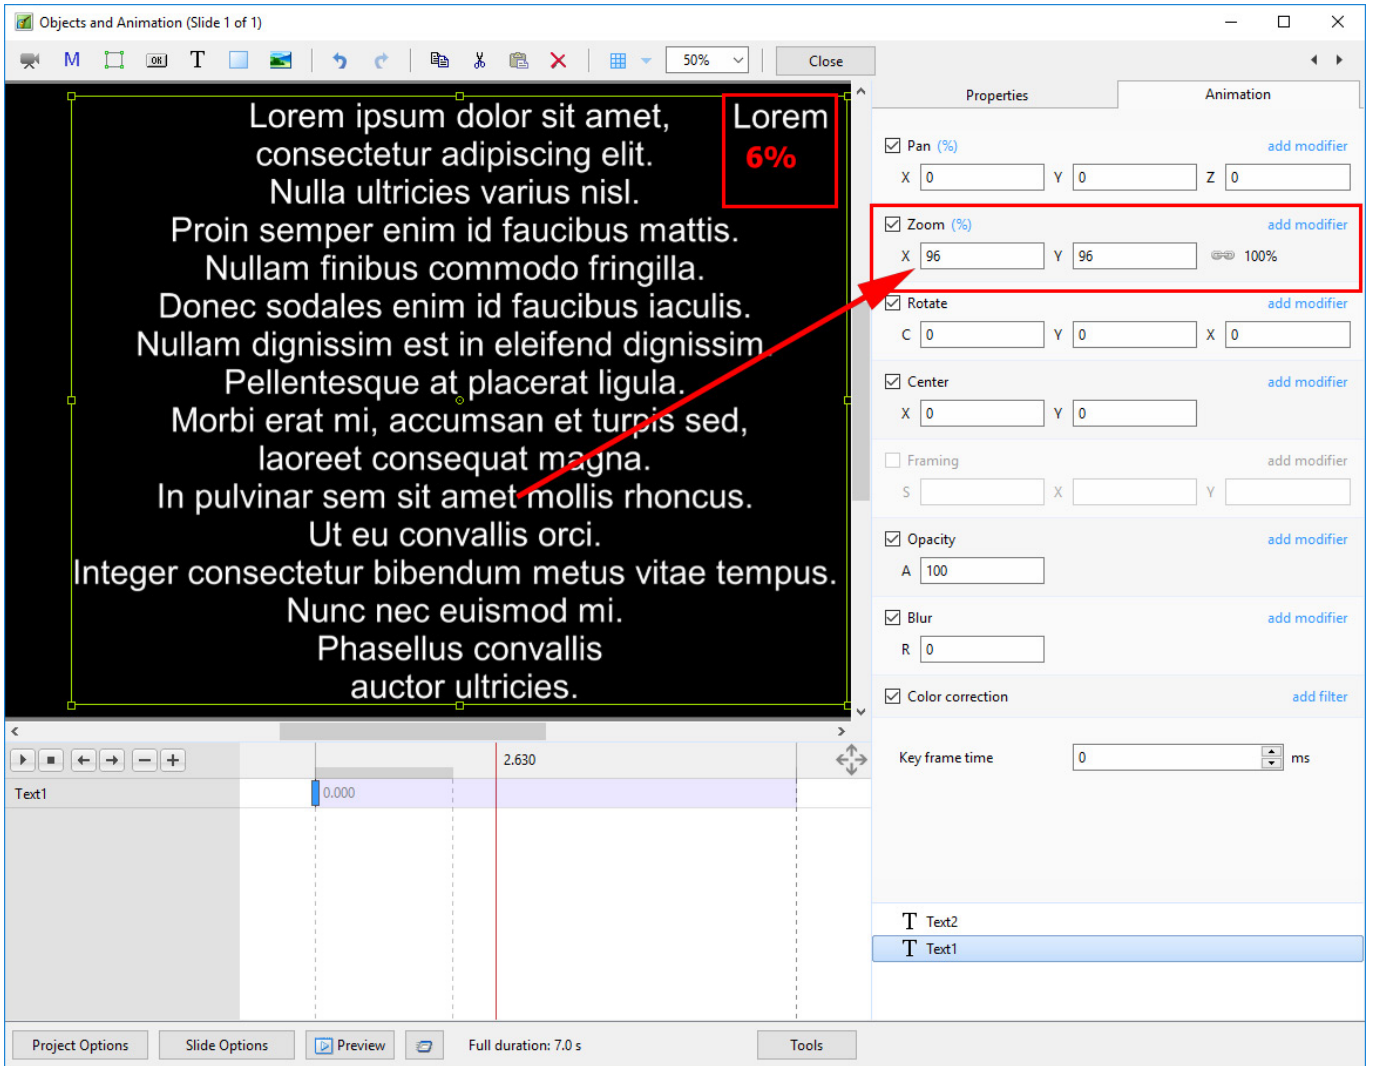 Objects and Animation (Slide 1 of 1)
M OK T 50% Close
Properties Animation
Lorem ipsum dolor sit amet,
consectetur adipiscing elit.
Nulla ultricies varius nisl.
Proin semper enim id faucibus mattis.
Nullam finibus commodo fringilla.
Donec sodales enim id faucibus iaculis.
Nullam dignissim est in eleifend dignissim.
Pellentesque at placerat ligula.
Morbi erat mi, accumsan et turpis sed,
laoreet consequat magna.
In pulvinar sem sit amet mollis rhoncus.
Ut eu convallis orci.
Integer consectetur bibendum metus vitae tempus.
Nunc nec euismod mi.
Phasellus convallis
auctor ultricies.
Lorem
6%
Pan (%) add modifier
X 0 Y 0 Z 0
Zoom (%) add modifier
X 96 Y 96 100%
Rotate add modifier
C 0 Y 0 X 0
Center add modifier
X 0 Y 0
Framing add modifier
S X Y
Opacity add modifier
A 100
Blur add modifier
R 0
Color correction add filter
Key frame time 0 ms
2.630
Text1 0.000
T Text2
T Text1
Project Options Slide Options Preview Full duration: 7.0 s Tools